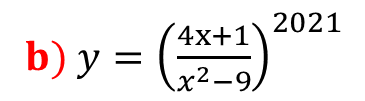 b) y = ((4x+1)/(x²−9))²⁰²¹